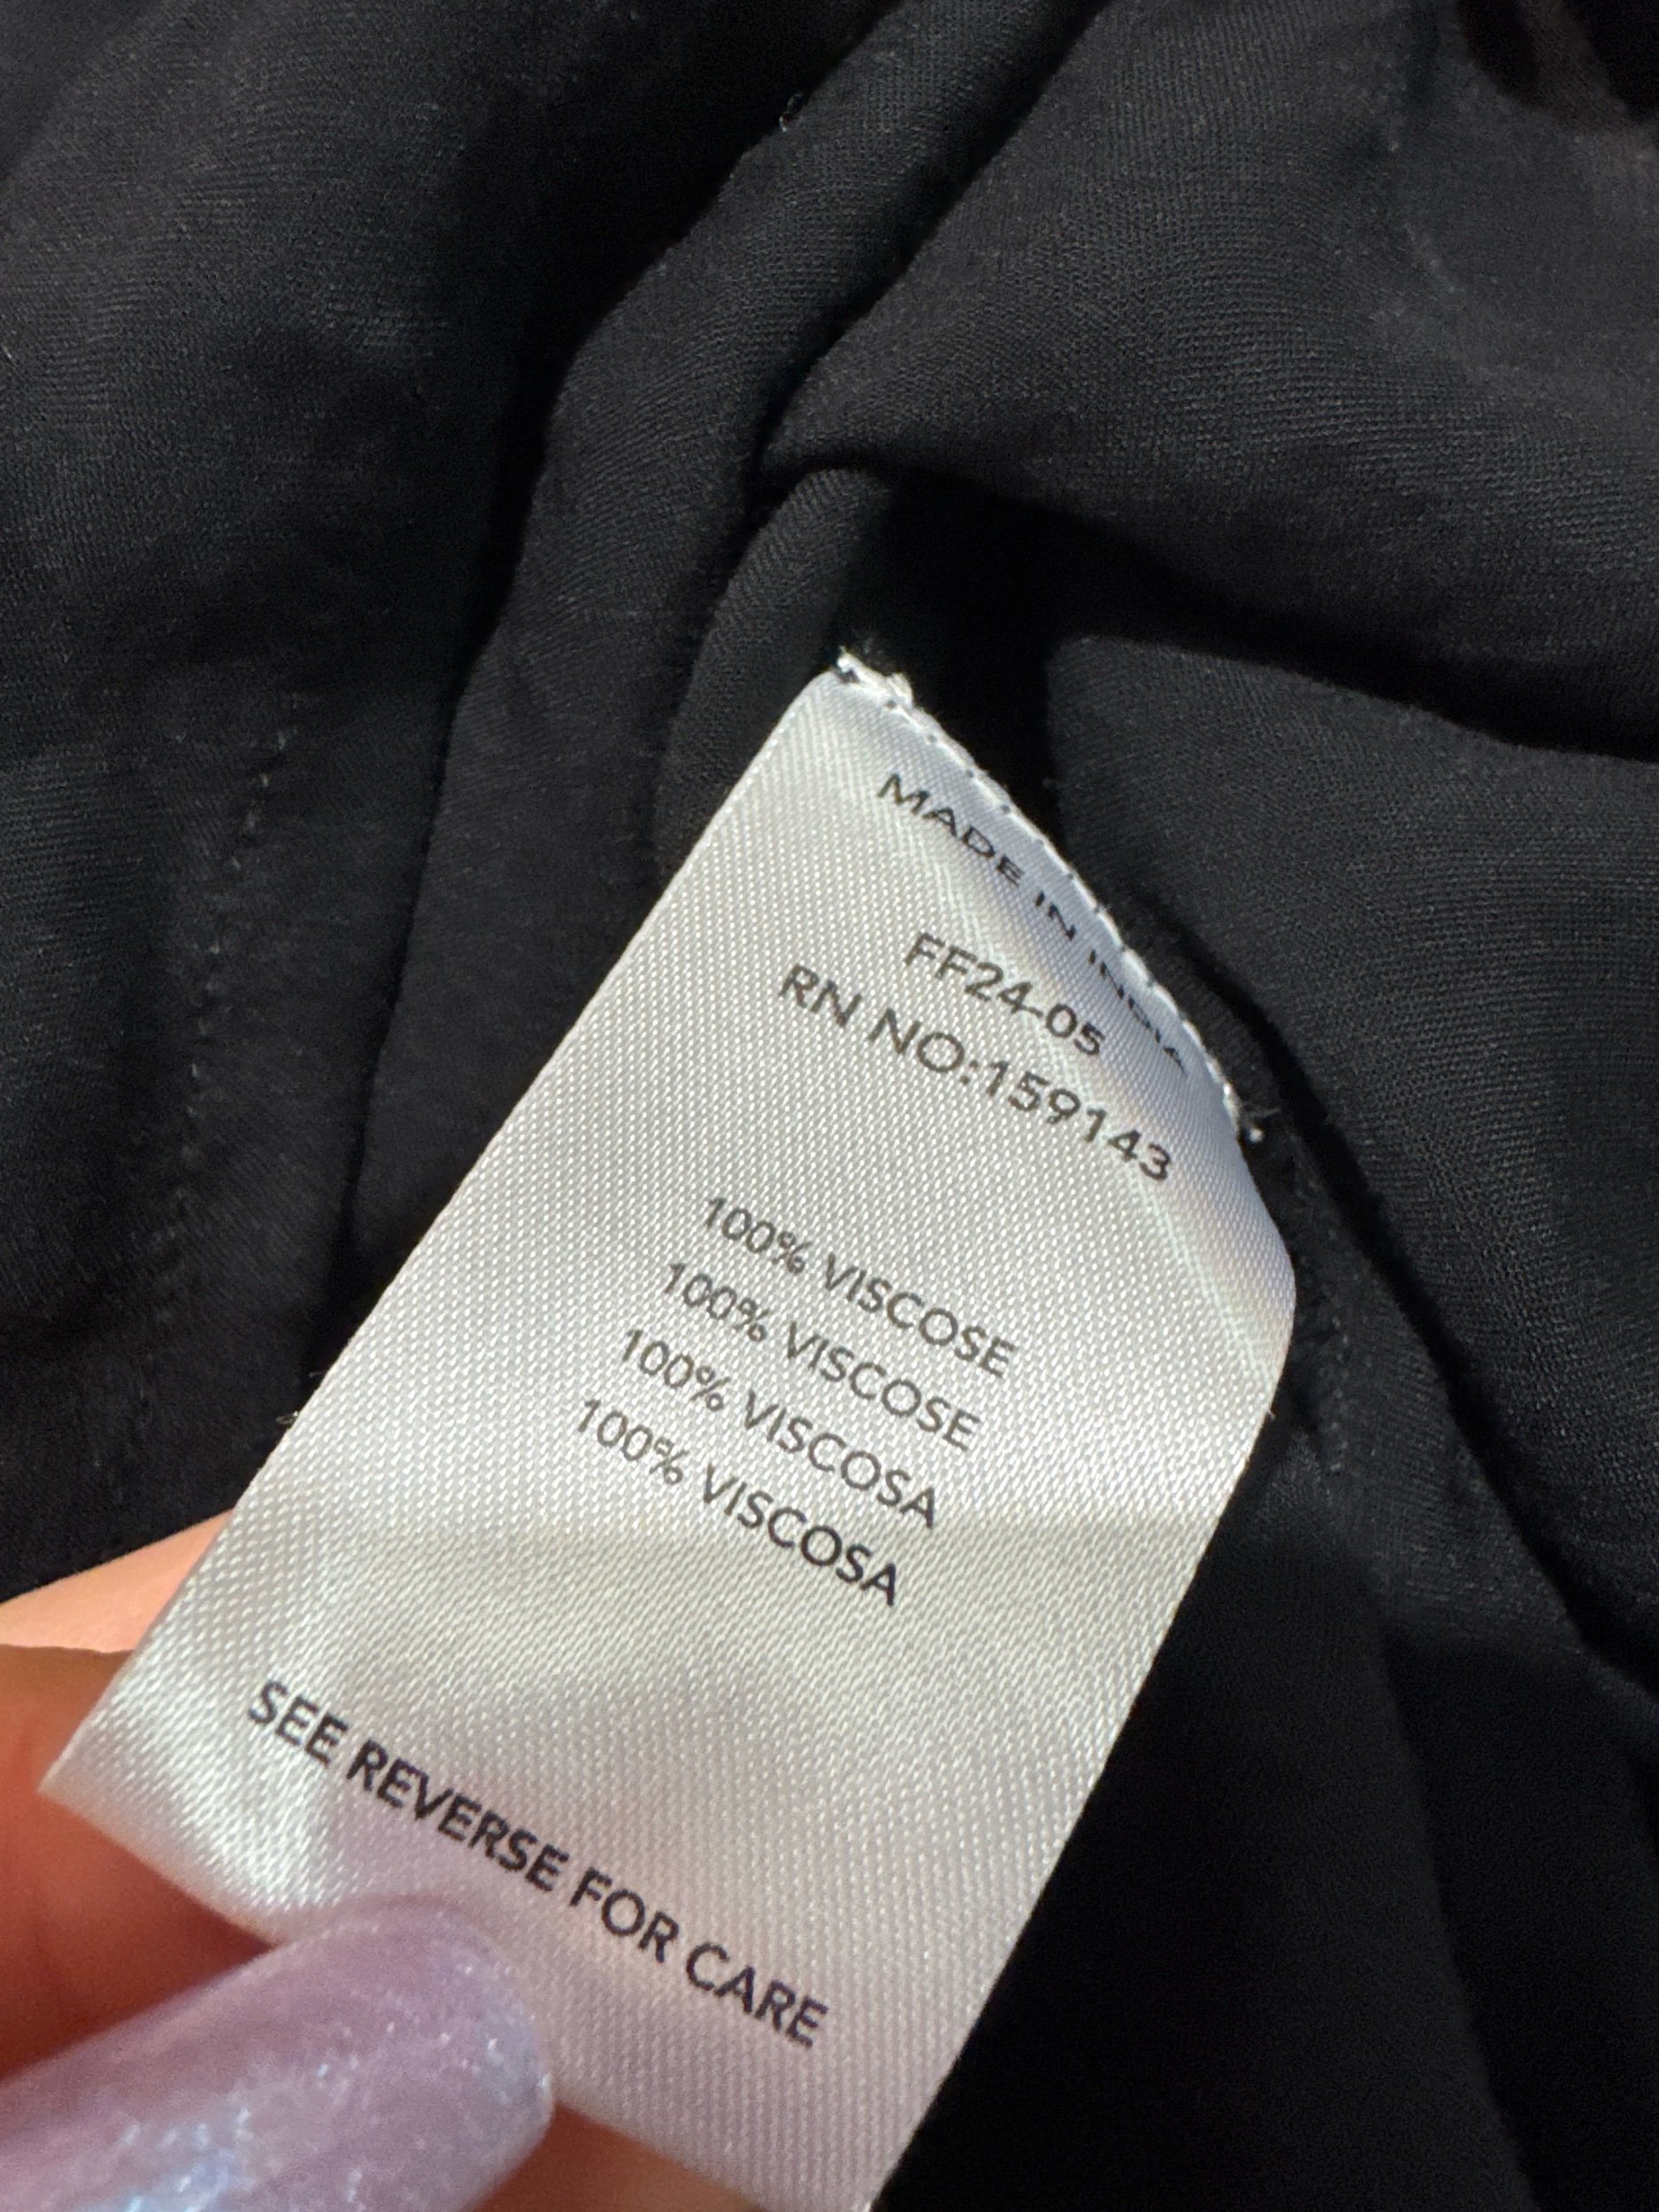 MADE IN INDIA
FF24-05
RN NO:159143
100% VISCOSE
100% VISCOSE
100% VISCOSA
100% VISCOSA
SEE REVERSE FOR CARE